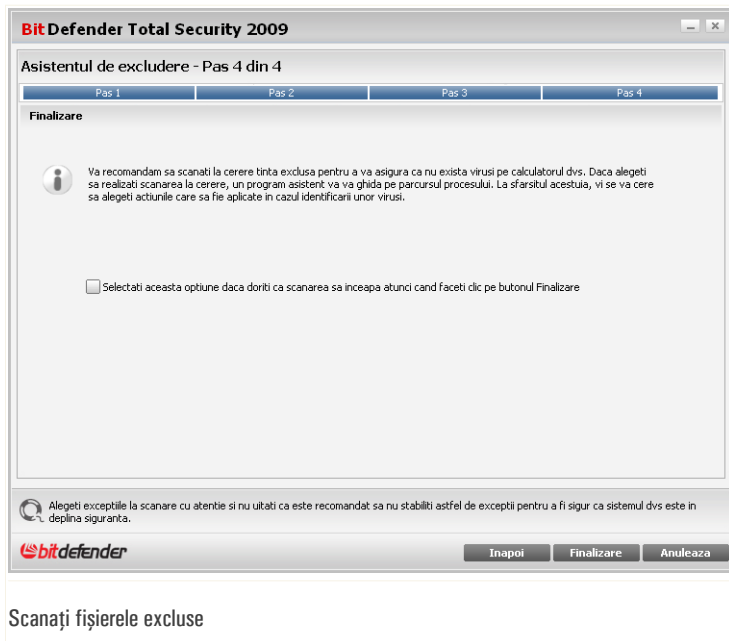 BitDefender Total Security 2009
Asistentul de excludere - Pas 4 din 4
Pas 1 Pas 2 Pas 3 Pas 4
Finalizare
Va recomandam sa scanati la cerere tinta exclusa pentru a va asigura ca nu exista virusi pe calculatorul dvs. Daca alegeti
sa realizati scanarea la cerere, un program asistent va va ghida pe parcursul procesului. La sfarsitul acestuia, vi se va cere
sa alegeti actiunile care sa fie aplicate in cazul identificarii unor virusi.
Selectati aceasta optiune daca doriti ca scanarea sa inceapa atunci cand faceti clic pe butonul Finalizare
Alegeti exceptiile la scanare cu atentie si nu uitati ca este recomandat sa nu stabiliti astfel de exceptii pentru a fi sigur ca sistemul dvs este in
deplina siguranta.
bitdefender Inapoi Finalizare Anuleaza
Scanați fișierele excluse